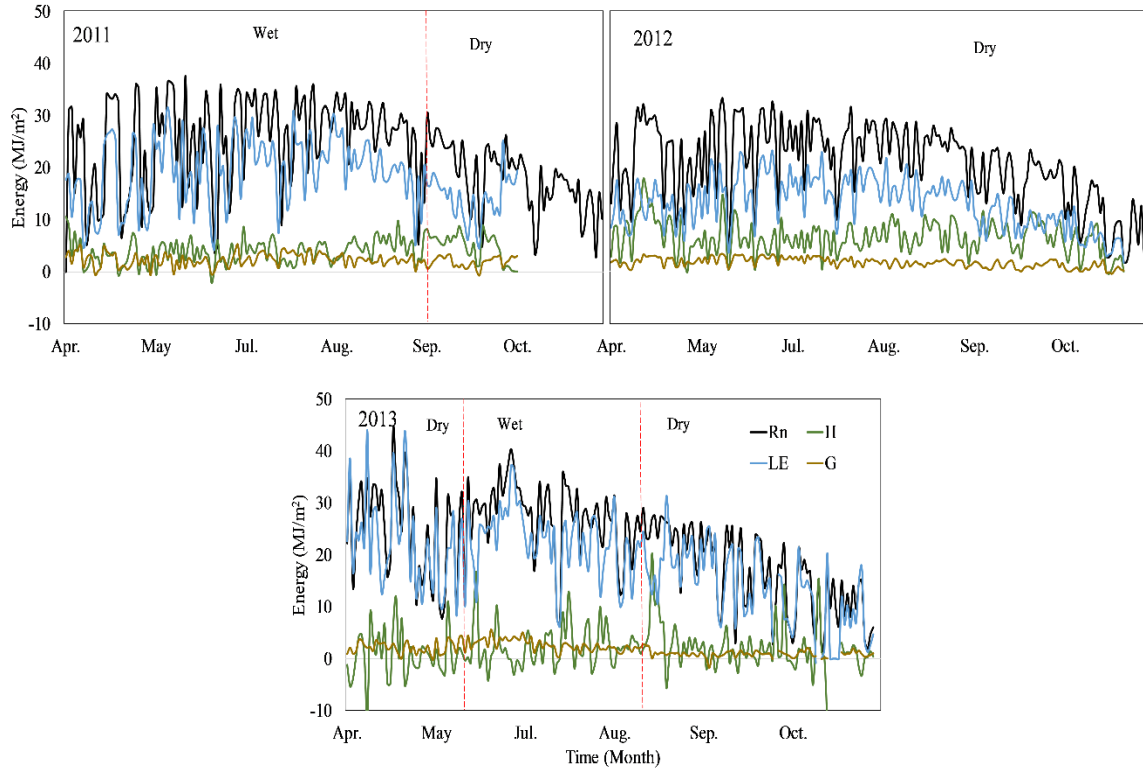 2011
Wet
Dry
50
40
30
20
10
0
-10
Energy (MJ/m²)
Apr. May Jul. Aug. Sep. Oct.
2012
Dry
Apr. May Jul. Aug. Sep. Oct.
2013
Dry
Wet
Dry
Rn H
LE G
50
40
30
20
10
0
-10
Energy (MJ/m²)
Apr. May Jul. Aug. Sep. Oct.
Time (Month)